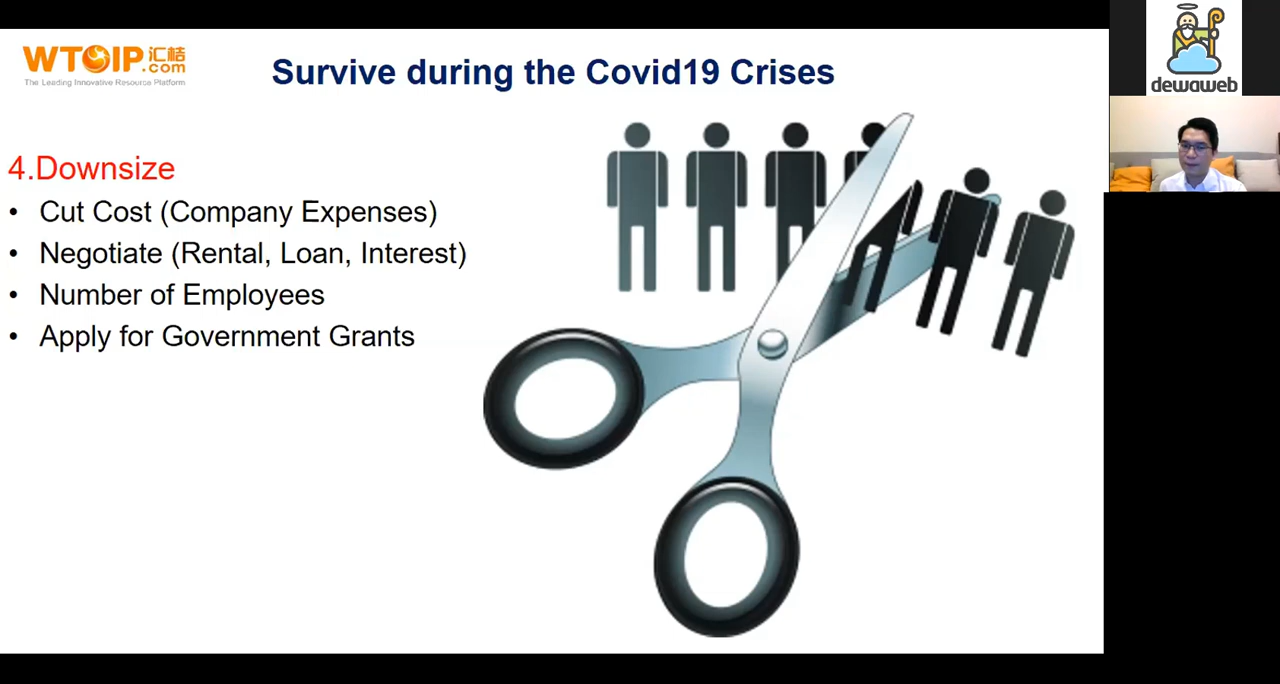 WTOIP汇桔
.com
The Leading Innovative Resource Platform
Survive during the Covid19 Crises
4.Downsize
• Cut Cost (Company Expenses)
• Negotiate (Rental, Loan, Interest)
• Number of Employees
• Apply for Government Grants
dewaweb